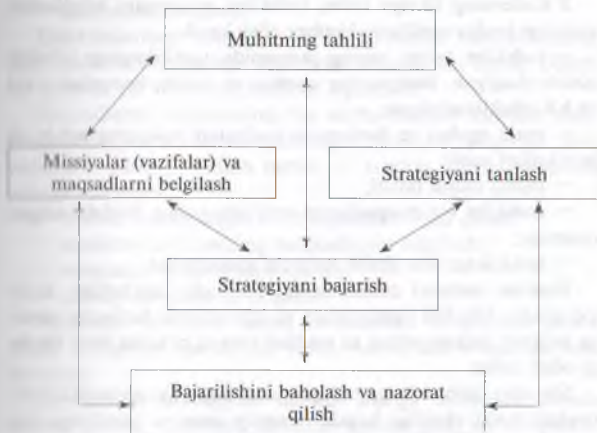 Muhitning tahlili
Missiyalar (vazifalar) va
maqsadlarni belgilash
Strategiyani tanlash
Strategiyani bajarish
Bajarilishini baholash va nazorat
qilish